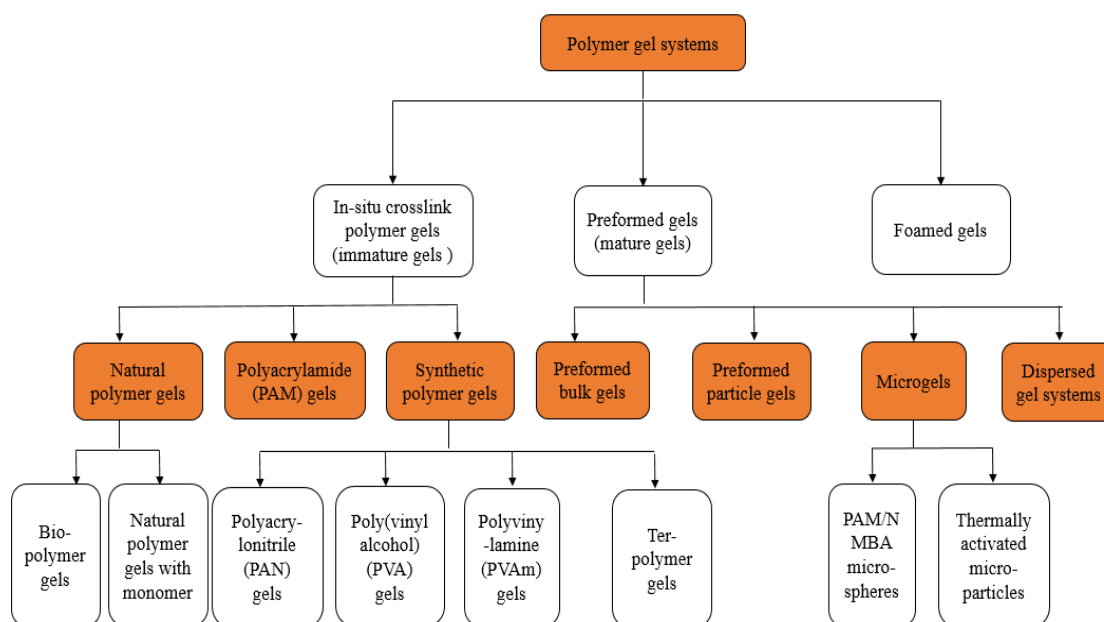 Polymer gel systems
In-situ crosslink
polymer gels
(immature gels )
Preformed gels
(mature gels)
Foamed gels
Natural
polymer gels
Polyacrylamide
(PAM) gels
Synthetic
polymer gels
Preformed
bulk gels
Preformed
particle gels
Microgels
Dispersed
gel systems
Bio-
polymer
gels
Natural
polymer
gels with
monomer
Polyacry-
lonitrile
(PAN)
gels
Poly(vinyl
alcohol)
(PVA)
gels
Polyviny
-lamine
(PVAm)
gels
Ter-
polymer
gels
PAM/N
MBA
micro-
spheres
Thermally
activated
micro-
particles